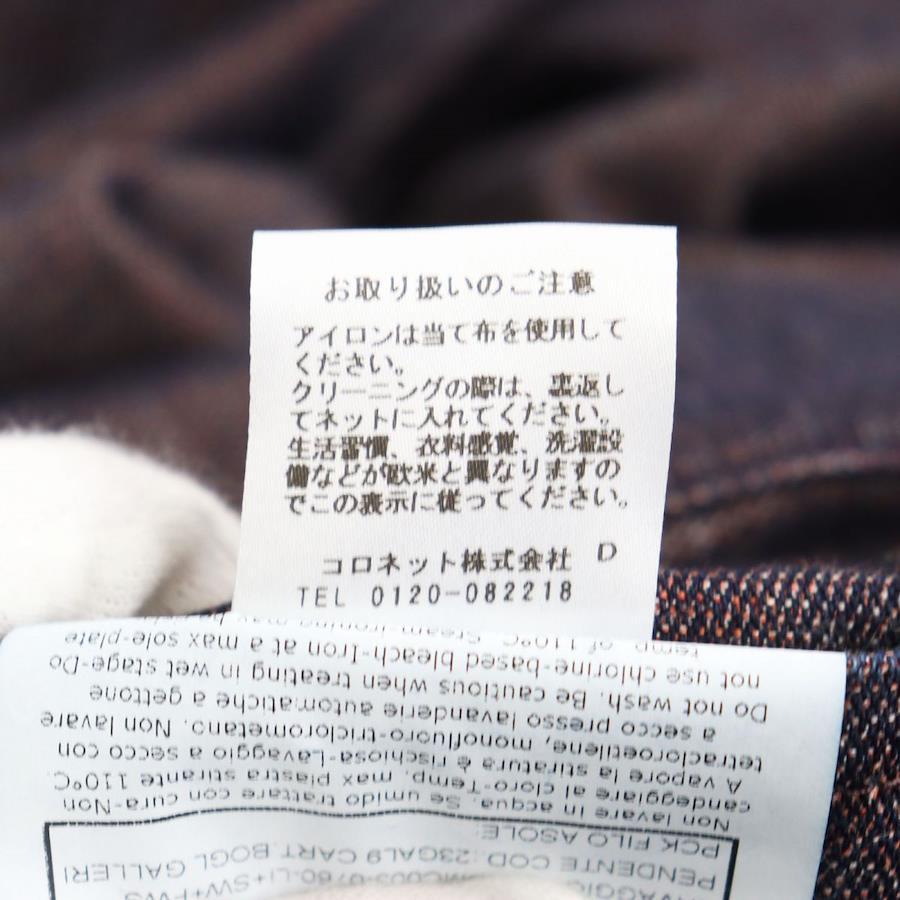 お取り扱いのご注意
アイロンは当て布を使用して
ください。
クリーニングの際は、裏返し
てネットに入れてください。
生活習慣、衣料感覚、洗濯設
備などが欧米と異なりますの
でこの表示に従ってください。
コロネット株式会社 D
TEL 0120-082218
PENDENTE COD.:23GAL9 CART.BOGL GALLERI
PCK FILO ASOLE:
Non lavare in acqua. Se umido trattare con cura-Non
candeggiare al cloro-Temp. max piastra stirante 110°C.
A vapore la stiratura è rischiosa-Lavaggio a secco con
tetracloroetilene, monofluoro-triclorometano. Non lavare
a secco presso lavanderie automatiche a gettone
Do not wash. Be cautious when treating in wet stage-Do
not use chlorine-based bleach-Iron at a max sole-plate
temp. of 110°C. Steam-ironing may be